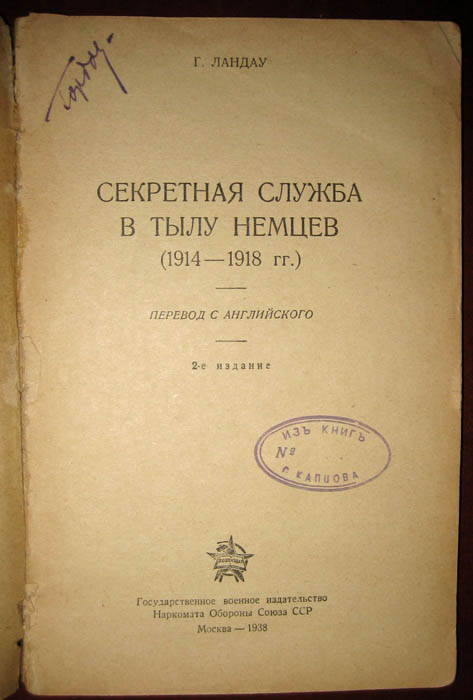 Г. ЛАНДАУ
СЕКРЕТНАЯ СЛУЖБА
В ТЫЛУ НЕМЦЕВ
(1914—1918 гг.)
ПЕРЕВОД С АНГЛИЙСКОГО
2-е издание
ИЗЪ КНИГЪ
№
С КАПЦОВА
Государственное военное издательство
Наркомата Обороны Союза ССР
Москва — 1938